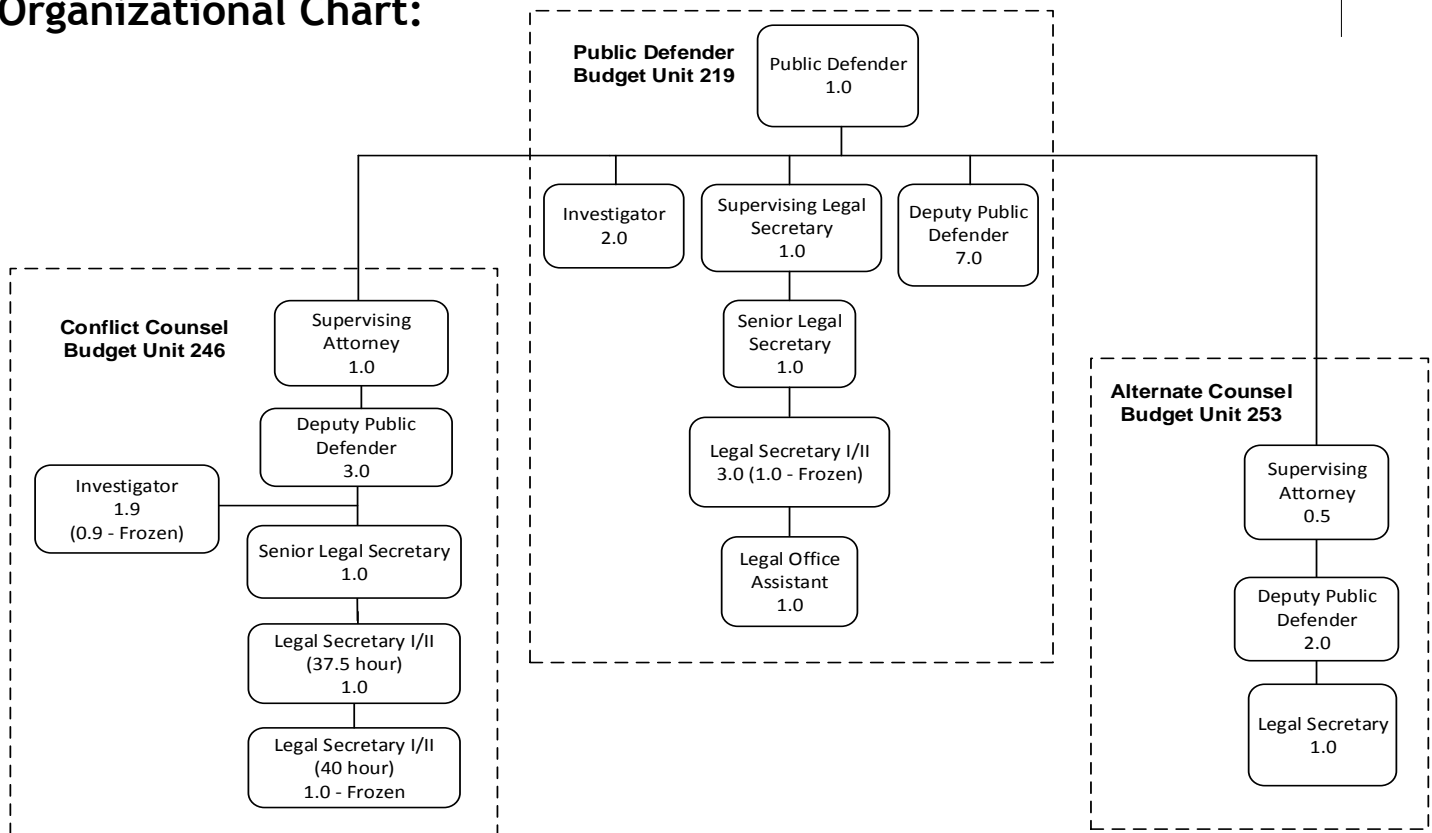 Organizational Chart:
Public Defender
Budget Unit 219
Public Defender
1.0
Investigator
2.0
Supervising Legal
Secretary
1.0
Deputy Public
Defender
7.0
Senior Legal
Secretary
1.0
Legal Secretary I/II
3.0 (1.0 - Frozen)
Legal Office
Assistant
1.0
Conflict Counsel
Budget Unit 246
Supervising
Attorney
1.0
Deputy Public
Defender
3.0
Investigator
1.9
(0.9 - Frozen)
Senior Legal Secretary
1.0
Legal Secretary I/II
(37.5 hour)
1.0
Legal Secretary I/II
(40 hour)
1.0 - Frozen
Alternate Counsel
Budget Unit 253
Supervising
Attorney
0.5
Deputy Public
Defender
2.0
Legal Secretary
1.0